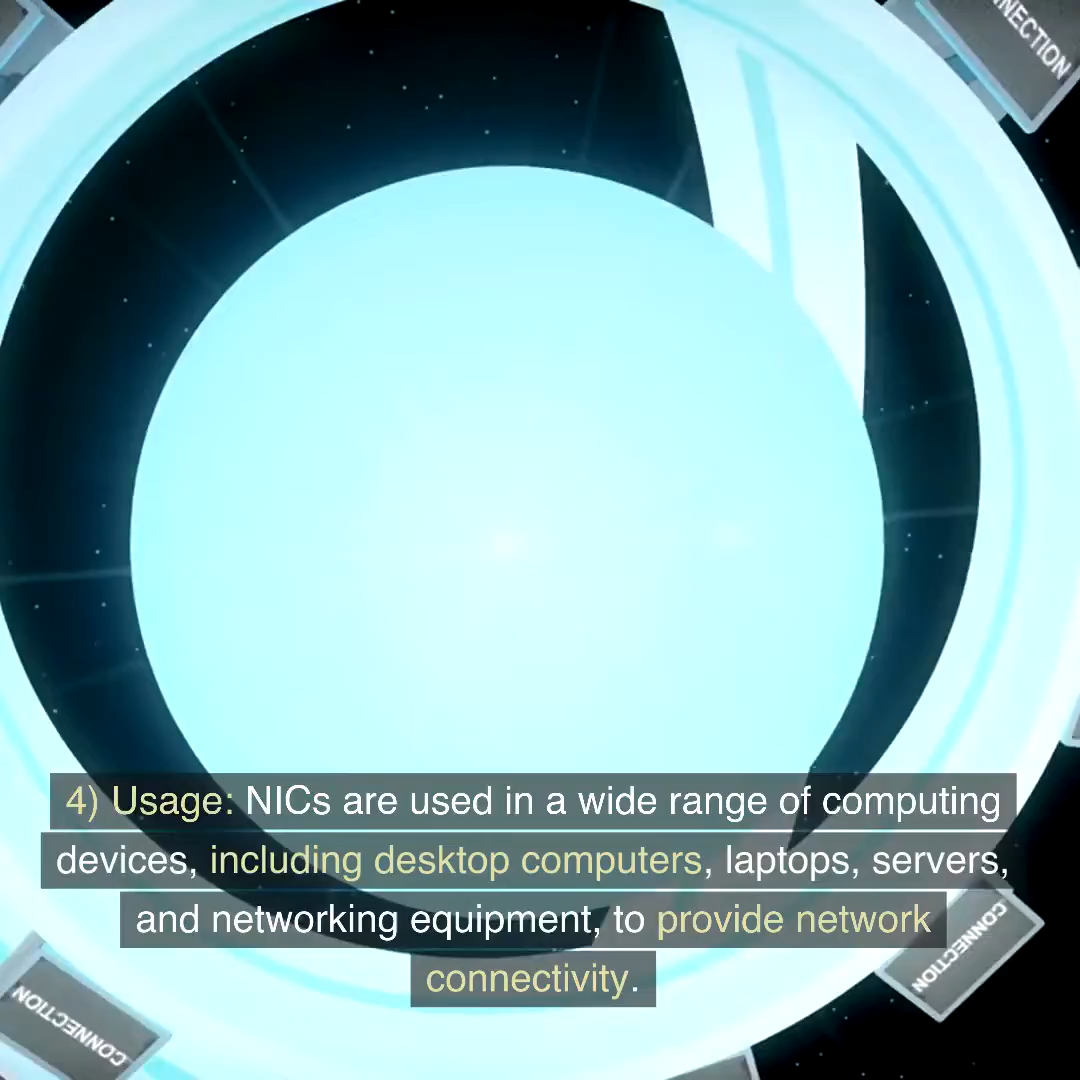 CONNECTION
4) Usage: NICs are used in a wide range of computing
devices, including desktop computers, laptops, servers,
and networking equipment, to provide network
connectivity.
CONNECTION
CONNECTION